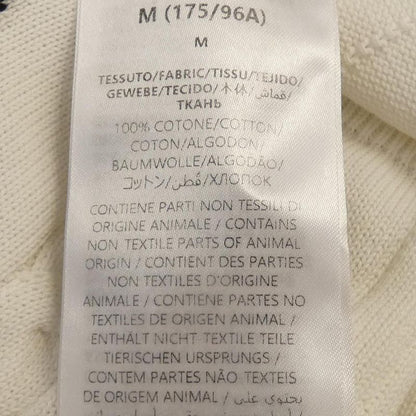 M (175/96A)
M
TESSUTO/FABRIC/TISSU/TEJIDO/
GEWEBE/TECIDO/本体/قماش/
ТКАНЬ
100% COTONE/COTTON/
COTON/ALGODON/
BAUMWOLLE/ALGODÃO/
コットン/قطن/ХЛОПОК
CONTIENE PARTI NON TESSILI DI
ORIGINE ANIMALE / CONTAINS
NON TEXTILE PARTS OF ANIMAL
ORIGIN / CONTIENT DES PARTIES
NON TEXTILES D'ORIGINE
ANIMALE / CONTIENE PARTES NO
TEXTILES DE ORIGEN ANIMAL /
ENTHÄLT NICHT TEXTILE TEILE
TIERISCHEN URSPRUNGS /
CONTEM PARTES NÃO TEXTEIS
DE ORIGEM ANIMAL / يحتوي على